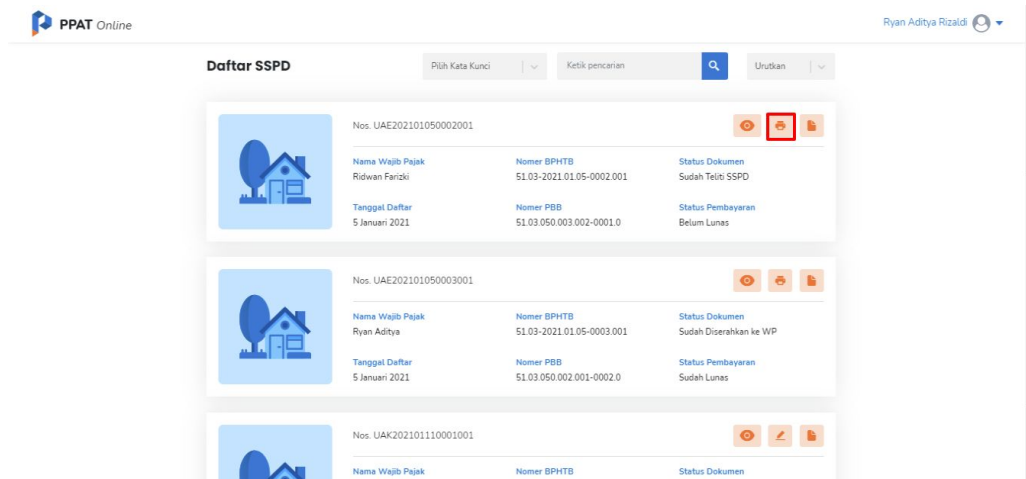 PPAT Online
Ryan Aditya Rizaldi
Daftar SSPD
Pilih Kata Kunci
Ketik pencarian
Urutkan
Nos. UAE202101050002001
Nama Wajib Pajak Nomer BPHTB Status Dokumen
Ridwan Farizki 51.03-2021.01.05-0002.001 Sudah Teliti SSPD
Tanggal Daftar Nomer PBB Status Pembayaran
5 Januari 2021 51.03.050.003.002-0001.0 Belum Lunas
Nos. UAE202101050003001
Nama Wajib Pajak Nomer BPHTB Status Dokumen
Ryan Aditya 51.03-2021.01.05-0003.001 Sudah Diserahkan ke WP
Tanggal Daftar Nomer PBB Status Pembayaran
5 Januari 2021 51.03.050.002.001-0002.0 Sudah Lunas
Nos. UAK202101110001001
Nama Wajib Pajak Nomer BPHTB Status Dokumen